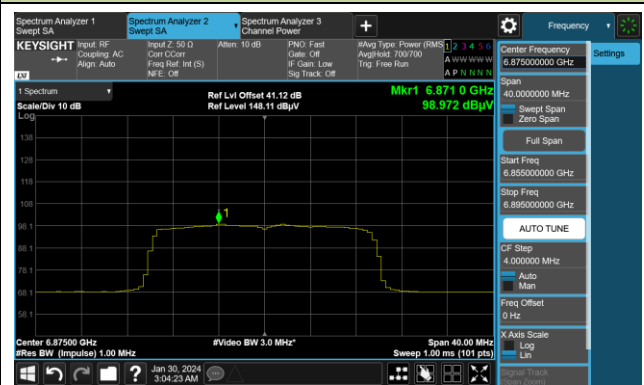 Spectrum Analyzer 1
Swept SA
Spectrum Analyzer 2
Swept SA
Spectrum Analyzer 3
Channel Power
Frequency
KEYSIGHT
Input: RF
Coupling: AC
Align: Auto
Input Z: 50 Ω
Corr CCorr
Freq Ref: Int (S)
NFE: Off
Atten: 10 dB
PNO: Fast
Gate: Off
IF Gain: Low
Sig Track: Off
#Avg Type: Power (RMS
Avg|Hold: 700/700
Trig: Free Run
1 2 3 4 5 6
A W W W W W
A P N N N N
LXI
1 Spectrum
Scale/Div 10 dB
Log
Ref Lvl Offset 41.12 dB
Ref Level 148.11 dBµV
Mkr1 6.871 0 GHz
98.972 dBµV
138
128
118
108
98.1
88.1
78.1
68.1
58.1
1
Center 6.87500 GHz
#Res BW (Impulse) 1.00 MHz
#Video BW 3.0 MHz*
Span 40.00 MHz
Sweep 1.00 ms (101 pts)
Jan 30, 2024
3:04:23 AM
Center Frequency
6.875000000 GHz
Settings
Span
40.0000000 MHz
Swept Span
Zero Span
Full Span
Start Freq
6.855000000 GHz
Stop Freq
6.895000000 GHz
AUTO TUNE
CF Step
4.000000 MHz
Auto
Man
Freq Offset
0 Hz
X Axis Scale
Log
Lin
Signal Track
(Span Zoom)